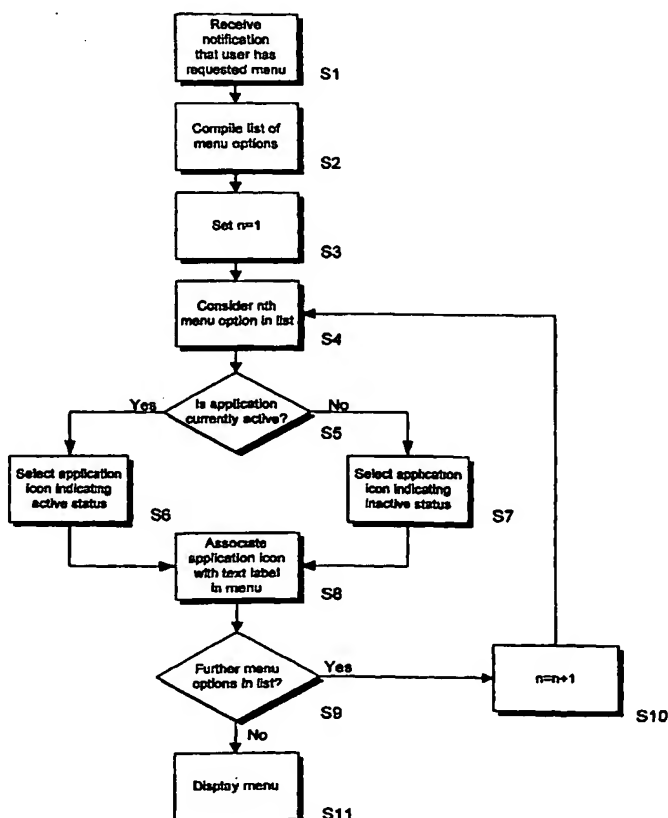 Receive
notification
that user has
requested menu
S1
Compile list of
menu options
S2
Set n=1
S3
Consider nth
menu option in list
S4
Is application
currently active?
Yes
No
S5
Select application
icon indicating
active status
S6
Select application
icon indicating
inactive status
S7
Associate
application icon
with text label
in menu
S8
Further menu
options in list?
Yes
S9
No
n=n+1
S10
Display menu
S11